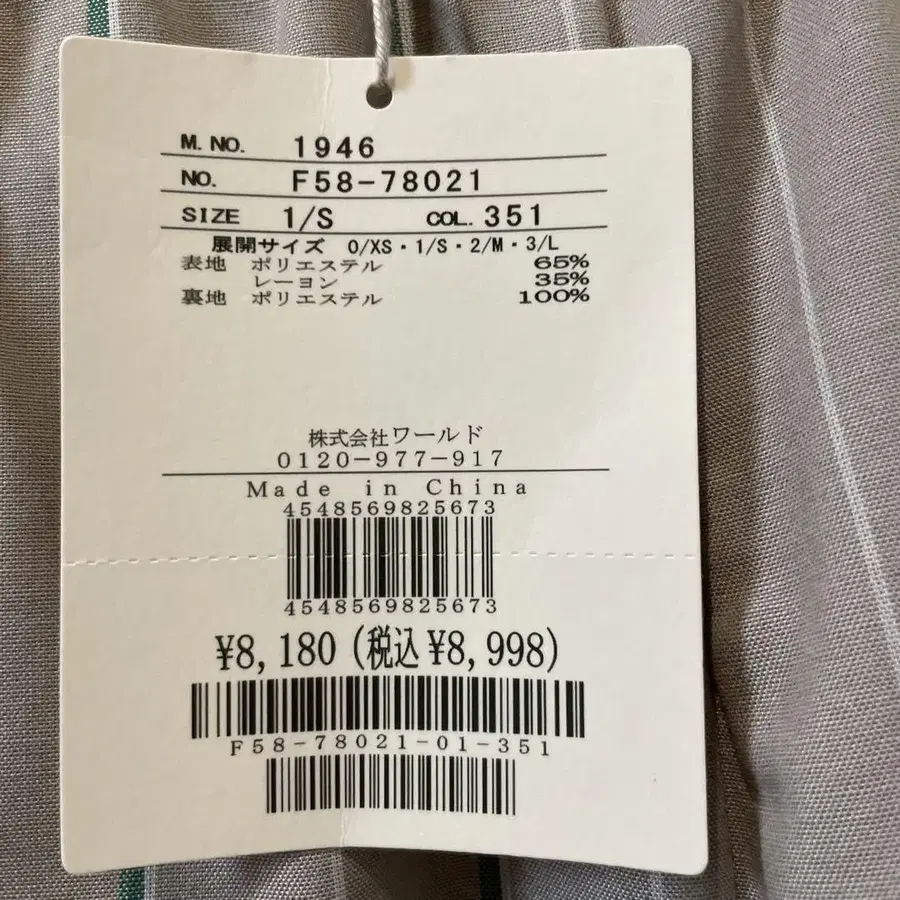 M. NO. 1946
NO. F58-78021
SIZE 1/S COL. 351
展開サイズ 0/XS・1/S・2/M・3/L
表地 ポリエステル 65%
レーヨン 35%
裏地 ポリエステル 100%
株式会社ワールド
0120-977-917
Made in China
4548569825673
4548569825673
¥8,180(税込¥8,998)
F58-78021-01-351